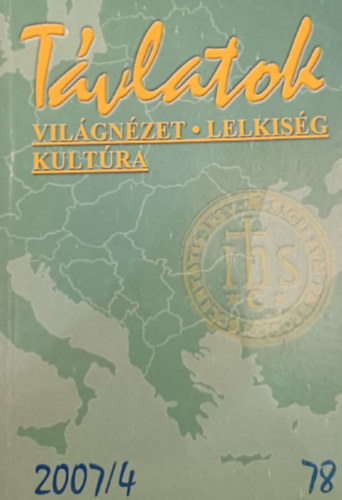 Távlatok
VILÁGNÉZET • LELKISÉG
KULTÚRA
ihs
2007/4 78